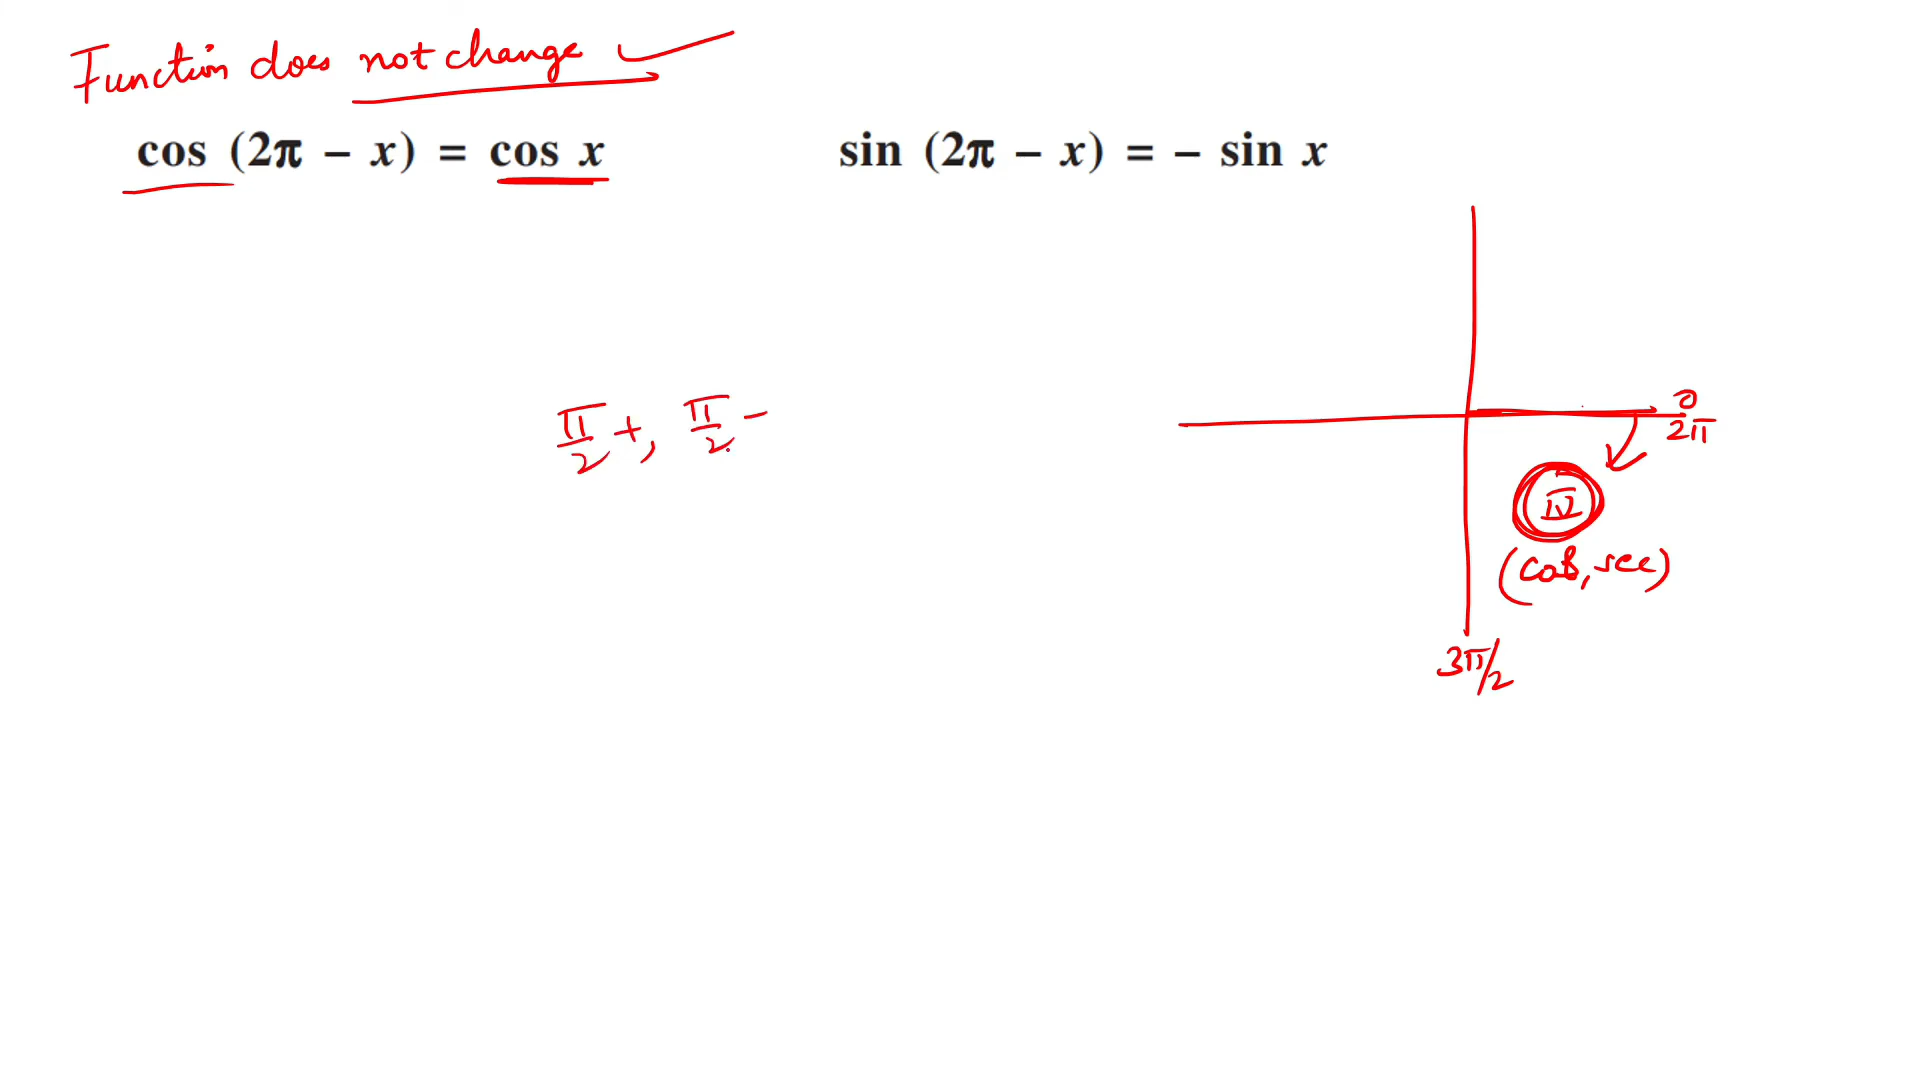 Function does not change
cos (2π – x) = cos x
sin (2π – x) = – sin x
π/2 +, π/2 –
0
2π
IV
(cos, sec)
3π/2